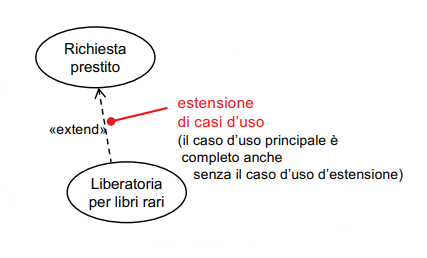 Richiesta
prestito
«extend»
estensione
di casi d'uso
(il caso d'uso principale è
completo anche
senza il caso d'uso d'estensione)
Liberatoria
per libri rari